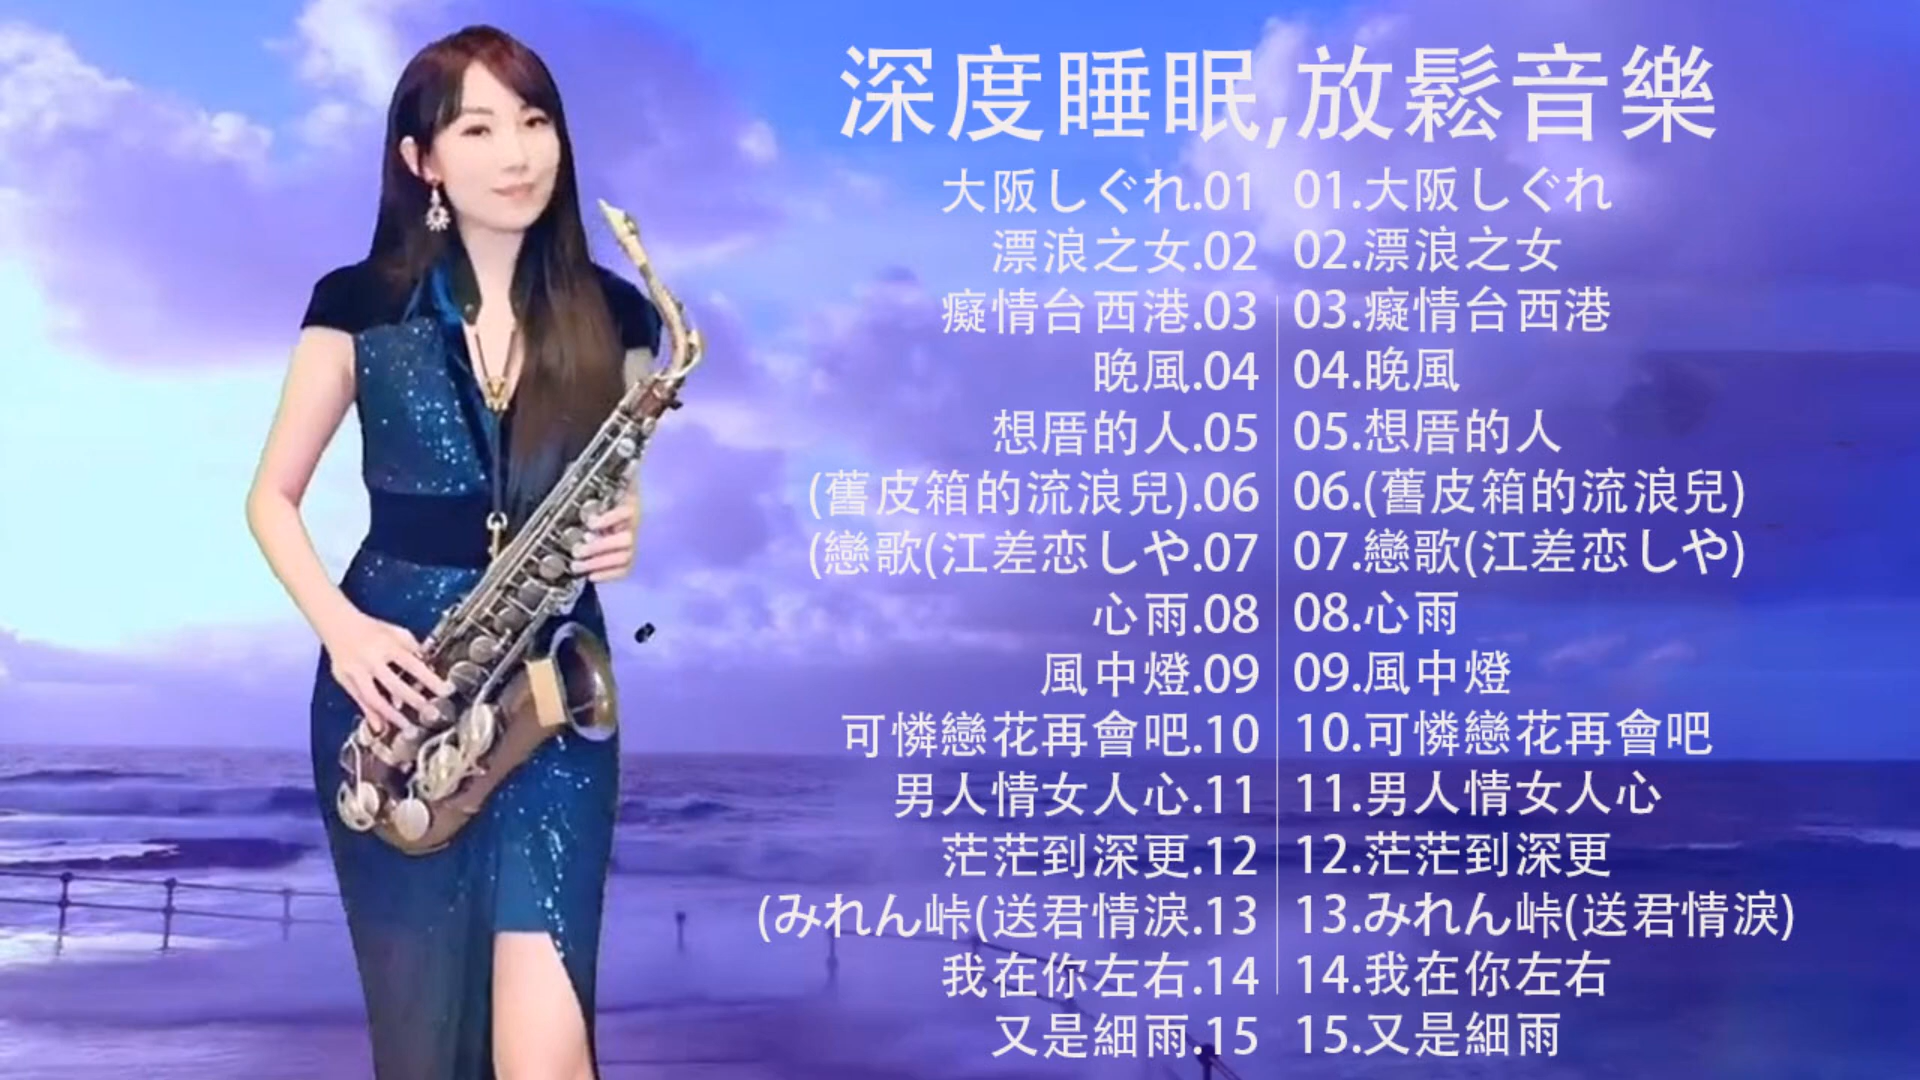 深度睡眠,放鬆音樂
大阪しぐれ.01 01.大阪しぐれ
漂浪之女.02 02.漂浪之女
癡情台西港.03 03.癡情台西港
晚風.04 04.晚風
想厝的人.05 05.想厝的人
(舊皮箱的流浪兒).06 06.(舊皮箱的流浪兒)
(戀歌(江差恋しや.07 07.戀歌(江差恋しや)
心雨.08 08.心雨
風中燈.09 09.風中燈
可憐戀花再會吧.10 10.可憐戀花再會吧
男人情女人心.11 11.男人情女人心
茫茫到深更.12 12.茫茫到深更
(みれん峠(送君情淚.13 13.みれん峠(送君情淚)
我在你左右.14 14.我在你左右
又是細雨.15 15.又是細雨